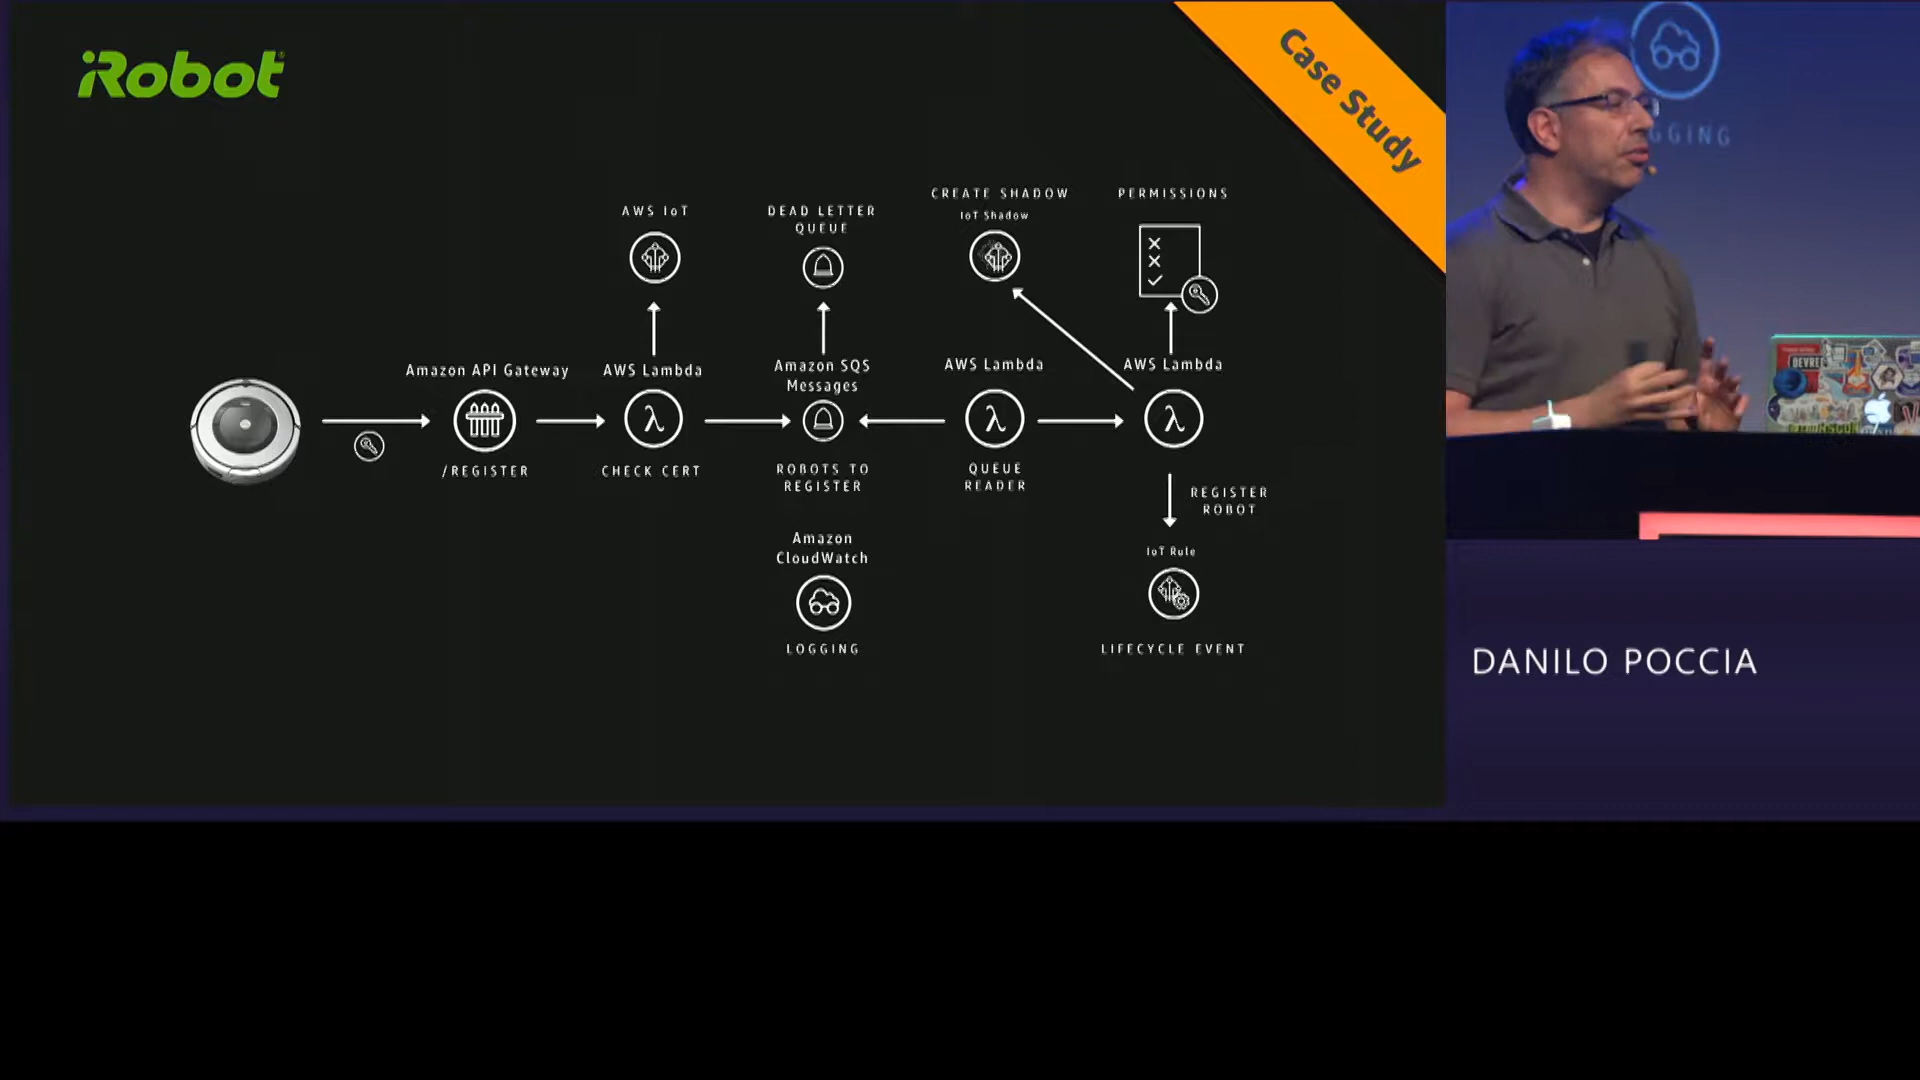 iRobot
Case Study
CREATE SHADOW
PERMISSIONS
AWS IoT
DEAD LETTER
QUEUE
IoT Shadow
Amazon API Gateway
AWS Lambda
Amazon SQS
Messages
AWS Lambda
AWS Lambda
/REGISTER
CHECK CERT
ROBOTS TO
REGISTER
QUEUE
READER
REGISTER
ROBOT
Amazon
CloudWatch
IoT Rule
LOGGING
LIFECYCLE EVENT
GGING
DANILO POCCIA